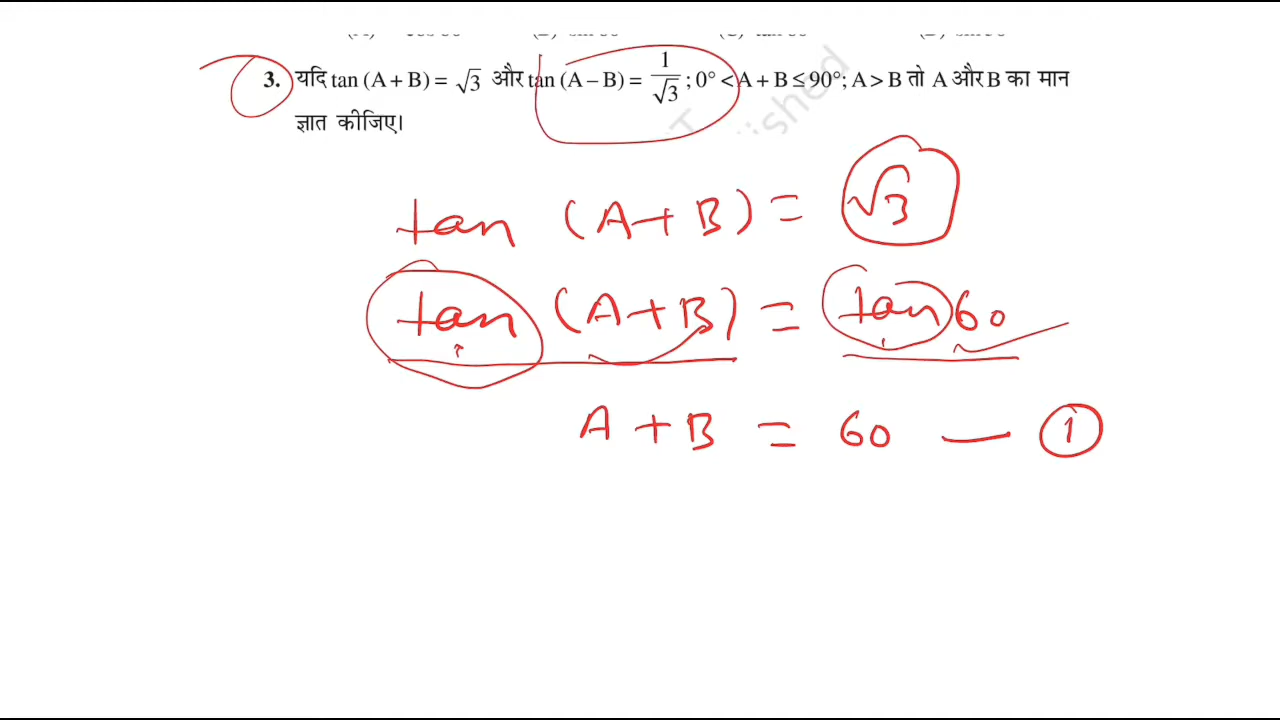 3. यदि tan (A + B) = √3 और tan (A – B) = 1/√3 ; 0° < A + B ≤ 90°; A > B तो A और B का मान
ज्ञात कीजिए।
tan (A+B) = √3
tan (A+B) = tan 60
A + B = 60 — ①